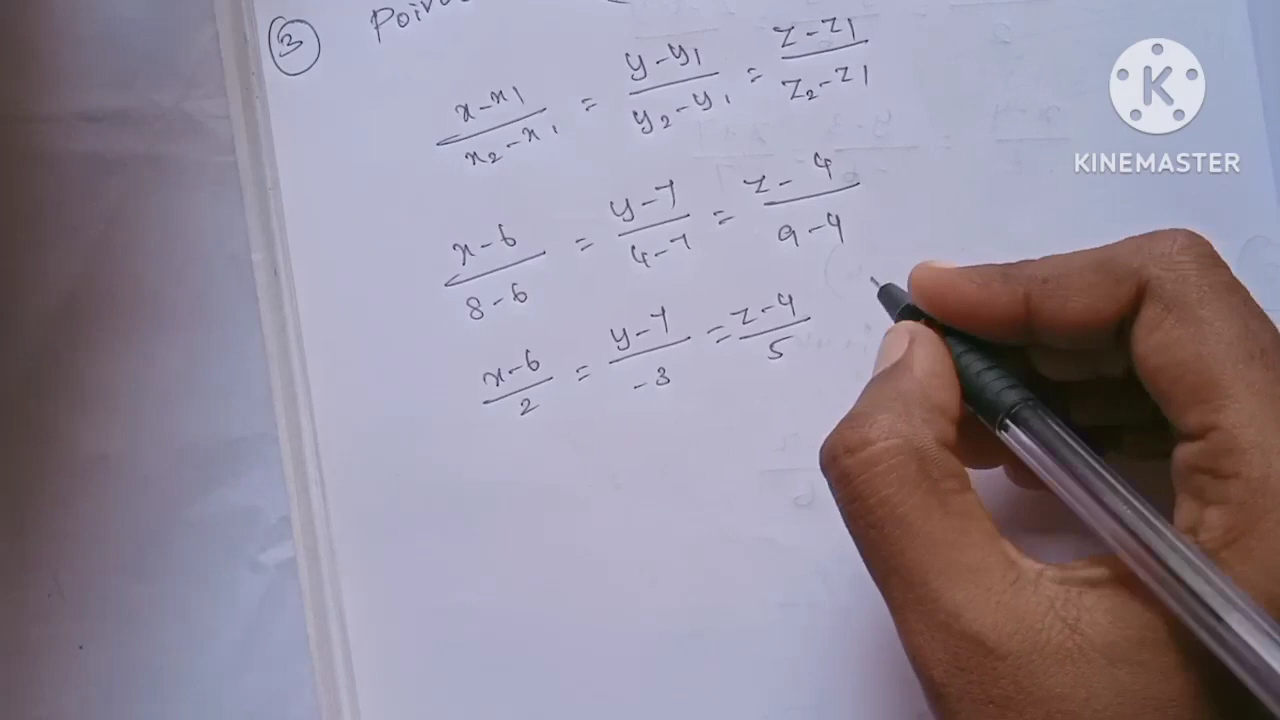 3
x-x₁/x₂-x₁ = y-y₁/y₂-y₁ = z-z₁/z₂-z₁
x-6/8-6 = y-7/4-7 = z-4/9-4
x-6/2 = y-7/-3 = z-4/5
K
KINEMASTER